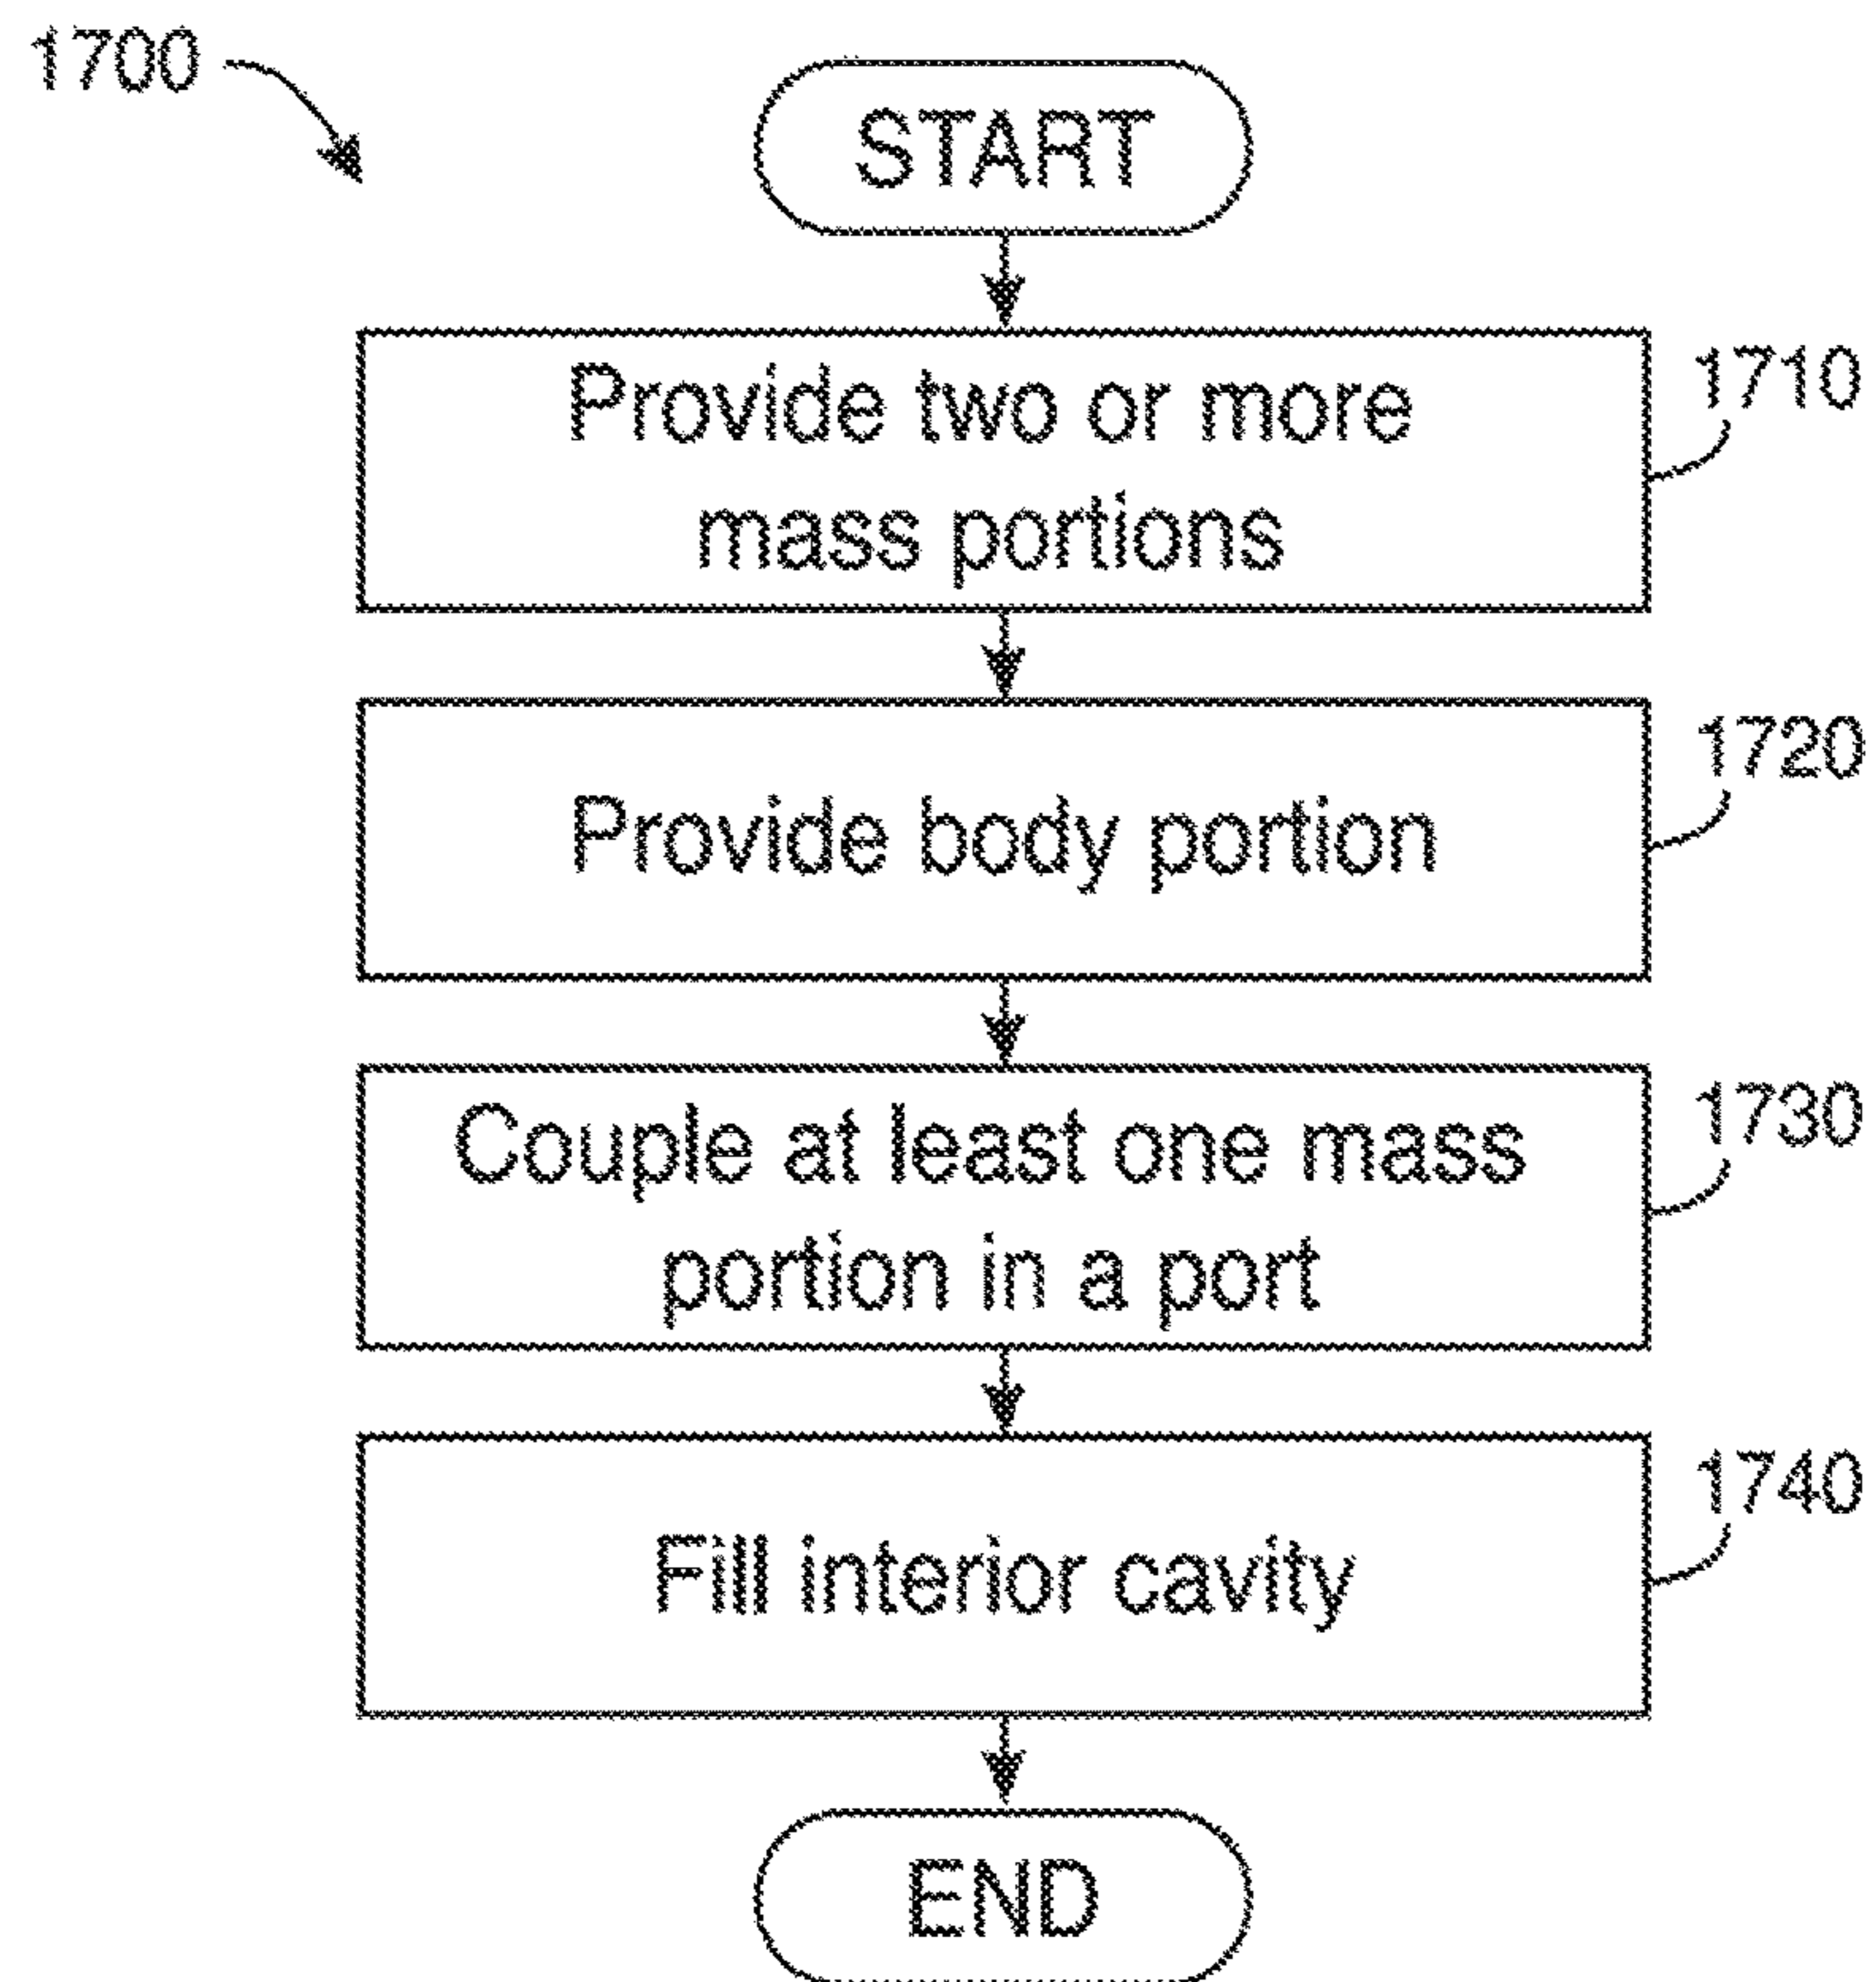 1700
START
Provide two or more
mass portions
1710
Provide body portion
1720
Couple at least one mass
portion in a port
1730
Fill interior cavity
1740
END